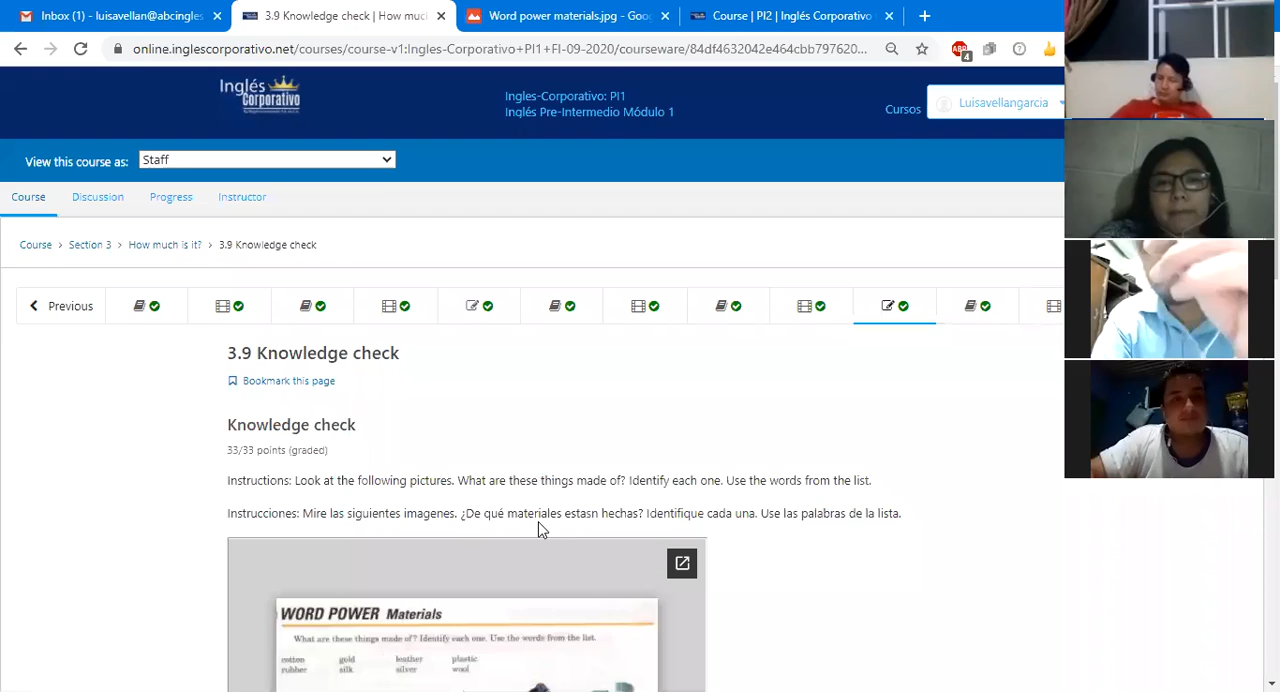 Inbox (1) - luisavellan@abcingles
3.9 Knowledge check | How muc
Word power materials.jpg - Goo
Course | PI2 | Inglés Corporativo
online.inglescorporativo.net/courses/course-v1:Ingles-Corporativo+PI1+FI-09-2020/courseware/84df4632042e464cbb797620...
ABP
4
Inglés
Corporativo
Ingles-Corporativo: PI1
Inglés Pre-Intermedio Módulo 1
Cursos
Luisavellangarcia
View this course as:
Staff
Course
Discussion
Progress
Instructor
Course > Section 3 > How much is it? > 3.9 Knowledge check
Previous
3.9 Knowledge check
Bookmark this page
Knowledge check
33/33 points (graded)
Instructions: Look at the following pictures. What are these things made of? Identify each one. Use the words from the list.
Instrucciones: Mire las siguientes imagenes. ¿De qué materiales estasn hechas? Identifique cada una. Use las palabras de la lista.
WORD POWER Materials
What are these things made of? Identify each one. Use the words from the list.
cotton gold leather plastic
rubber silk silver wool